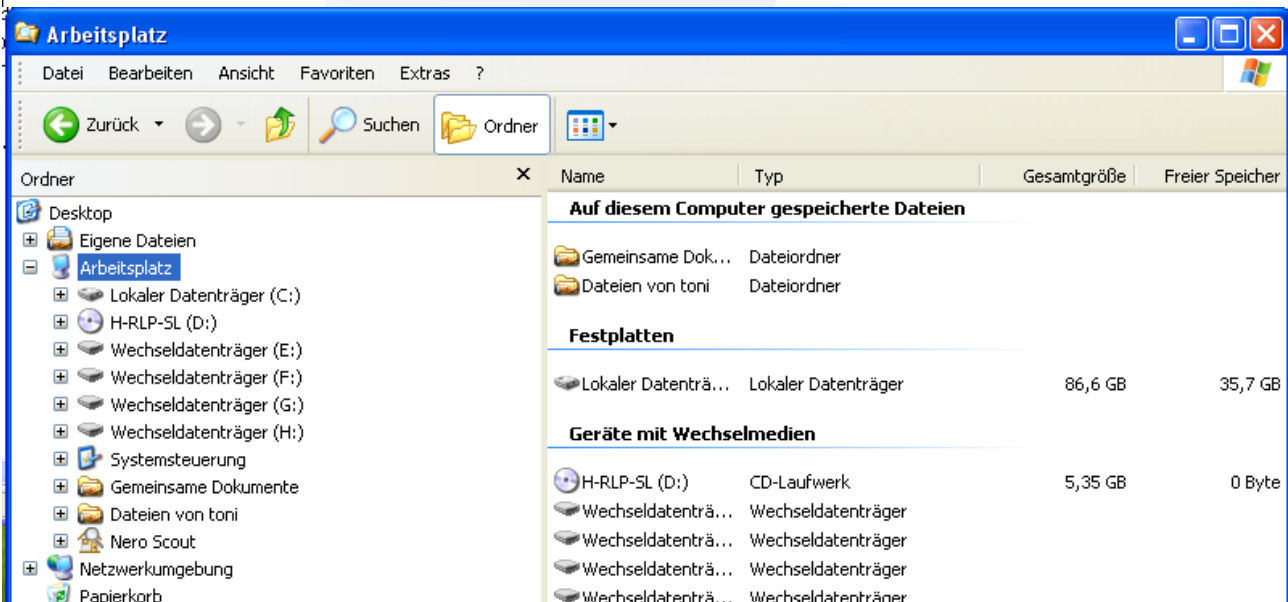 Arbeitsplatz
Datei Bearbeiten Ansicht Favoriten Extras ?
Zurück Suchen Ordner
Ordner
Desktop
Eigene Dateien
Arbeitsplatz
Lokaler Datenträger (C:)
H-RLP-SL (D:)
Wechseldatenträger (E:)
Wechseldatenträger (F:)
Wechseldatenträger (G:)
Wechseldatenträger (H:)
Systemsteuerung
Gemeinsame Dokumente
Dateien von toni
Nero Scout
Netzwerkumgebung
Papierkorb
Name Typ Gesamtgröße Freier Speicher
Auf diesem Computer gespeicherte Dateien
Gemeinsame Dok... Dateiordner
Dateien von toni Dateiordner
Festplatten
Lokaler Datenträ... Lokaler Datenträger 86,6 GB 35,7 GB
Geräte mit Wechselmedien
H-RLP-SL (D:) CD-Laufwerk 5,35 GB 0 Byte
Wechseldatenträ... Wechseldatenträger
Wechseldatenträ... Wechseldatenträger
Wechseldatenträ... Wechseldatenträger
Wechseldatenträ... Wechseldatenträger